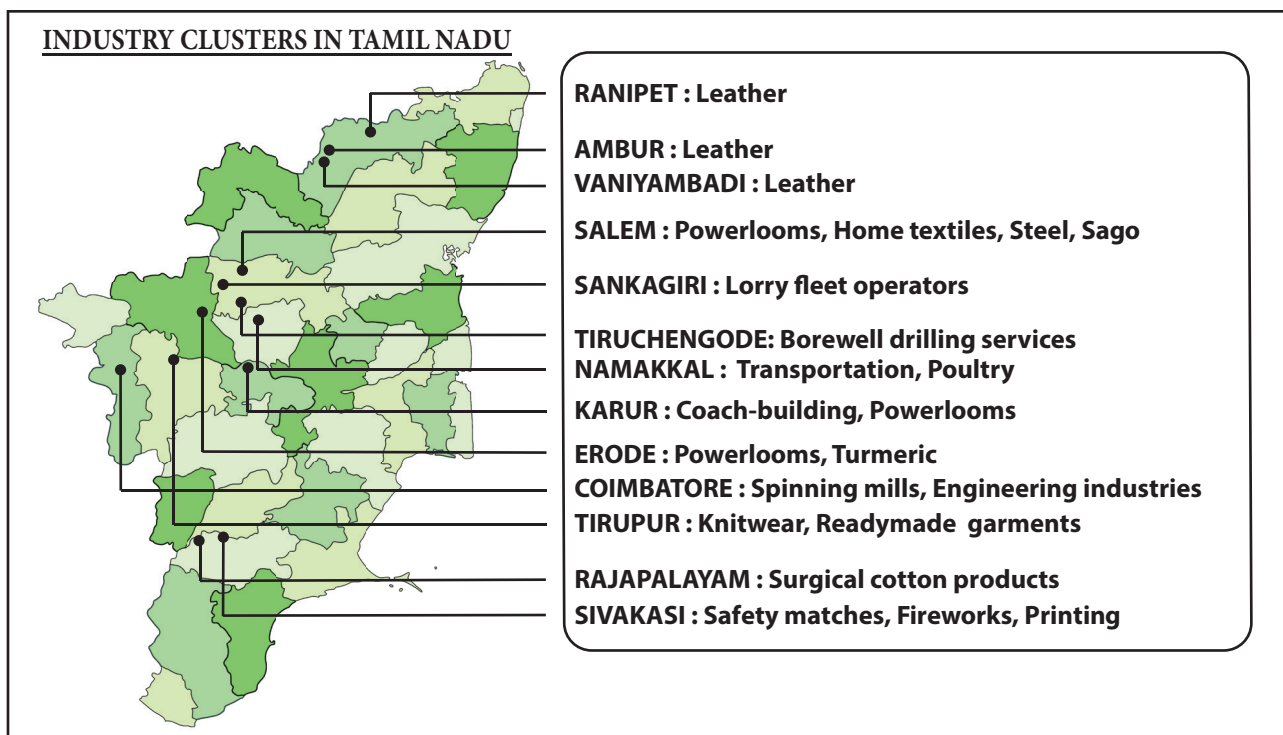 INDUSTRY CLUSTERS IN TAMIL NADU
RANIPET : Leather
AMBUR : Leather
VANIYAMBADI : Leather
SALEM : Powerlooms, Home textiles, Steel, Sago
SANKAGIRI : Lorry fleet operators
TIRUCHENGODE: Borewell drilling services
NAMAKKAL : Transportation, Poultry
KARUR : Coach-building, Powerlooms
ERODE : Powerlooms, Turmeric
COIMBATORE : Spinning mills, Engineering industries
TIRUPUR : Knitwear, Readymade garments
RAJAPALAYAM : Surgical cotton products
SIVAKASI : Safety matches, Fireworks, Printing